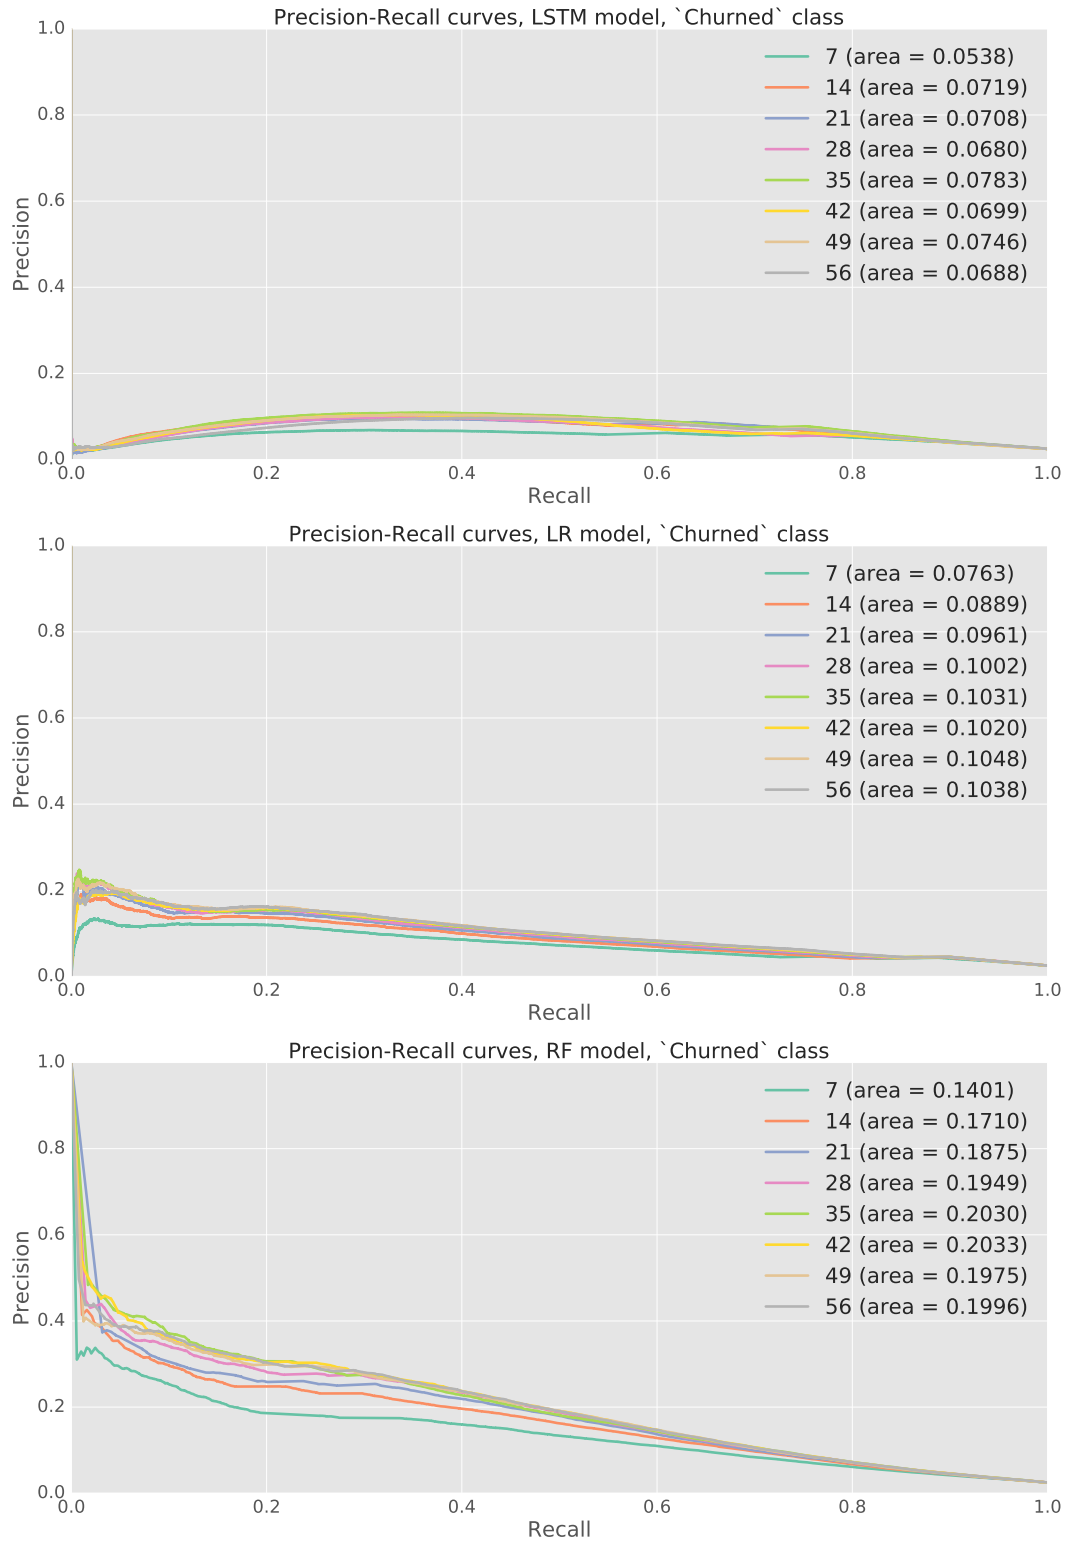 Precision-Recall curves, LSTM model, `Churned` class
1.0
0.8
0.6
0.4
0.2
0.0
Precision
7 (area = 0.0538)
14 (area = 0.0719)
21 (area = 0.0708)
28 (area = 0.0680)
35 (area = 0.0783)
42 (area = 0.0699)
49 (area = 0.0746)
56 (area = 0.0688)
0.0 0.2 0.4 0.6 0.8 1.0
Recall
Precision-Recall curves, LR model, `Churned` class
1.0
0.8
0.6
0.4
0.2
0.0
Precision
7 (area = 0.0763)
14 (area = 0.0889)
21 (area = 0.0961)
28 (area = 0.1002)
35 (area = 0.1031)
42 (area = 0.1020)
49 (area = 0.1048)
56 (area = 0.1038)
0.0 0.2 0.4 0.6 0.8 1.0
Recall
Precision-Recall curves, RF model, `Churned` class
1.0
0.8
0.6
0.4
0.2
0.0
Precision
7 (area = 0.1401)
14 (area = 0.1710)
21 (area = 0.1875)
28 (area = 0.1949)
35 (area = 0.2030)
42 (area = 0.2033)
49 (area = 0.1975)
56 (area = 0.1996)
0.0 0.2 0.4 0.6 0.8 1.0
Recall